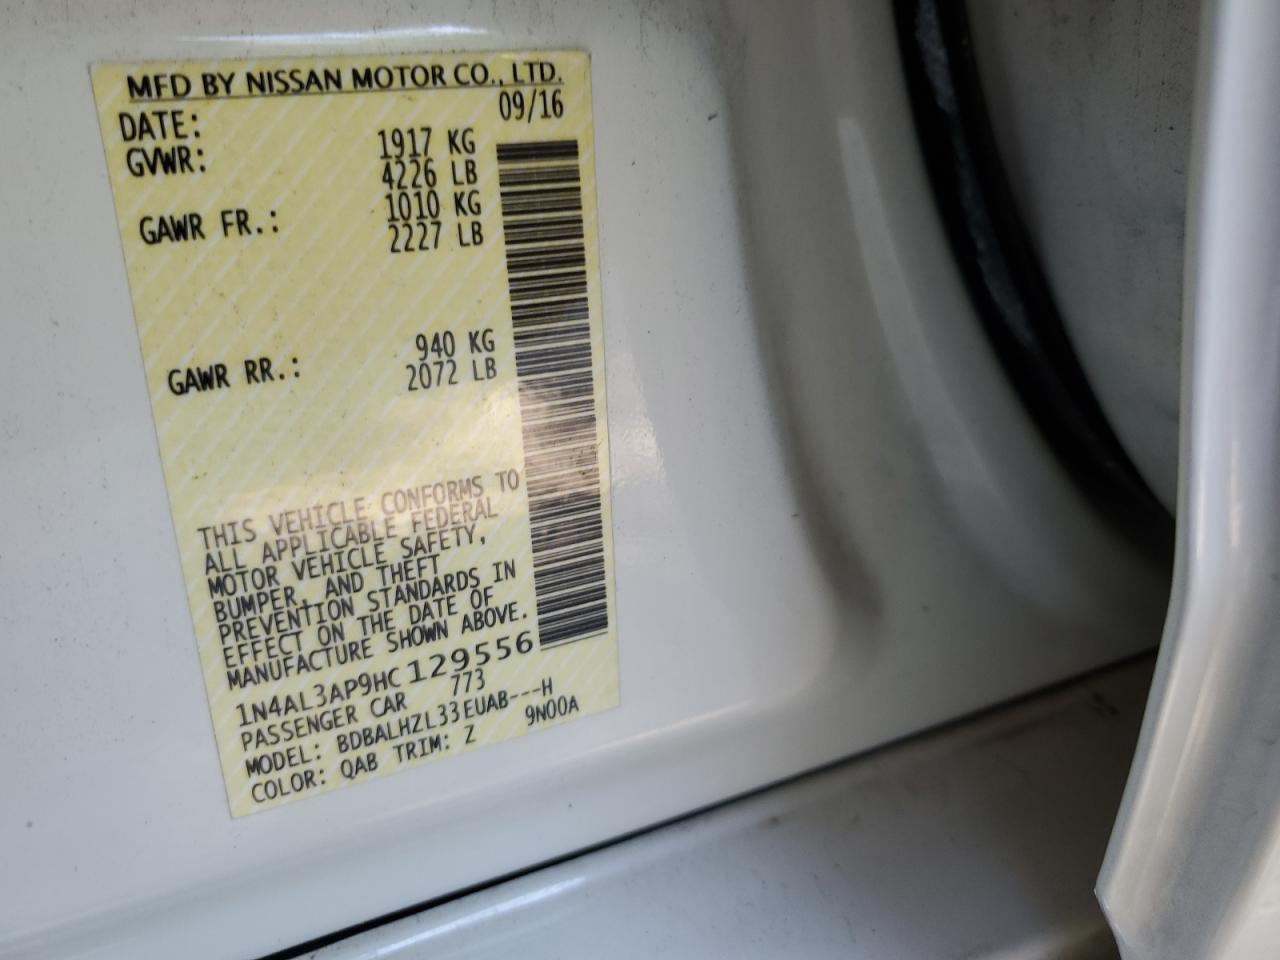 MFD BY NISSAN MOTOR CO., LTD.
DATE: 09/16
GVWR: 1917 KG
4226 LB
GAWR FR.: 1010 KG
2227 LB
GAWR RR.: 940 KG
2072 LB
THIS VEHICLE CONFORMS TO
ALL APPLICABLE FEDERAL
MOTOR VEHICLE SAFETY,
BUMPER, AND THEFT
PREVENTION STANDARDS IN
EFFECT ON THE DATE OF
MANUFACTURE SHOWN ABOVE.
1N4AL3AP9HC129556
PASSENGER CAR 773
MODEL: BDBALHZL33EUAB---H
COLOR: QAB TRIM: Z 9N00A